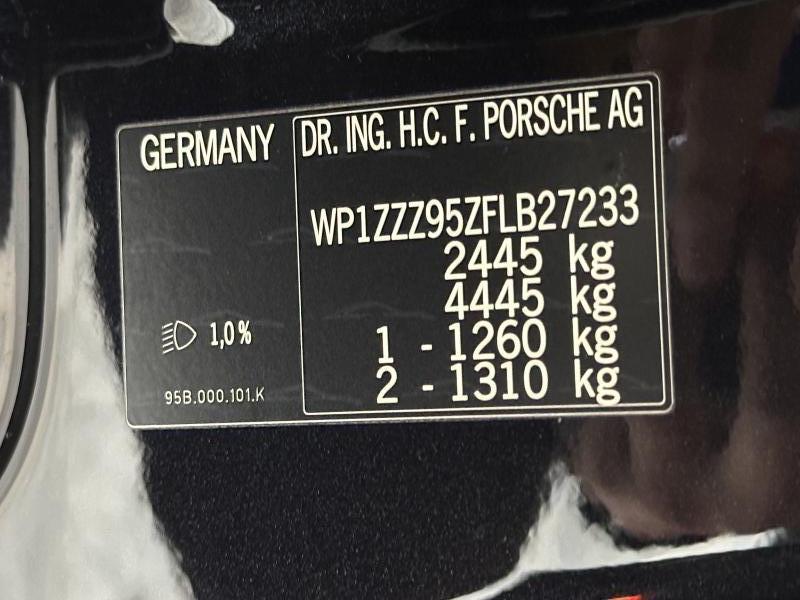 GERMANY
DR. ING. H.C. F. PORSCHE AG
WP1ZZZ95ZFLB27233
2445 kg
4445 kg
1 - 1260 kg
2 - 1310 kg
1,0%
95B.000.101.K